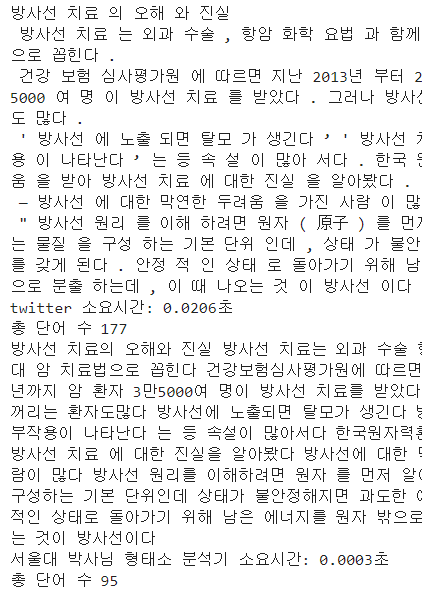 방사선 치료 의 오해 와 진실
방사선 치료 는 외과 수술 , 항암 화학 요법 과 함께
으로 꼽힌다 .
건강 보험 심사평가원 에 따르면 지난 2013년 부터 2
5000 여 명 이 방사선 치료 를 받았다 . 그러나 방사선
도 많다 .
' 방사선 에 노출 되면 탈모 가 생긴다 ’ ' 방사선 치
용 이 나타난다 ’ 는 등 속 설 이 많아 서다 . 한국 원
움 을 받아 방사선 치료 에 대한 진실 을 알아봤다 .
– 방사선 에 대한 막연한 두려움 을 가진 사람 이 많
" 방사선 원리 를 이해 하려면 원자 ( 原子 ) 를 먼저
는 물질 을 구성 하는 기본 단위 인데 , 상태 가 불안
를 갖게 된다 . 안정 적 인 상태 로 돌아가기 위해 남
으로 분출 하는데 , 이 때 나오는 것 이 방사선 이다
twitter 소요시간: 0.0206초
총 단어 수 177
방사선 치료의 오해와 진실 방사선 치료는 외과 수술 항
대 암 치료법으로 꼽힌다 건강보험심사평가원에 따르면
년까지 암 환자 3만5000여 명이 방사선 치료를 받았다
꺼리는 환자도많다 방사선에 노출되면 탈모가 생긴다 방
부작용이 나타난다 는 등 속설이 많아서다 한국원자력
방사선 치료 에 대한 진실을 알아봤다 방사선에 대한 막
람이 많다 방사선 원리를이해하려면 원자 를 먼저 알아
구성하는 기본 단위인데 상태가 불안정해지면 과도한 에
적인 상태로 돌아가기 위해 남은 에너지를 원자 밖으로
는 것이 방사선이다
서울대 박사님 형태소 분석기 소요시간: 0.0003초
총 단어 수 95